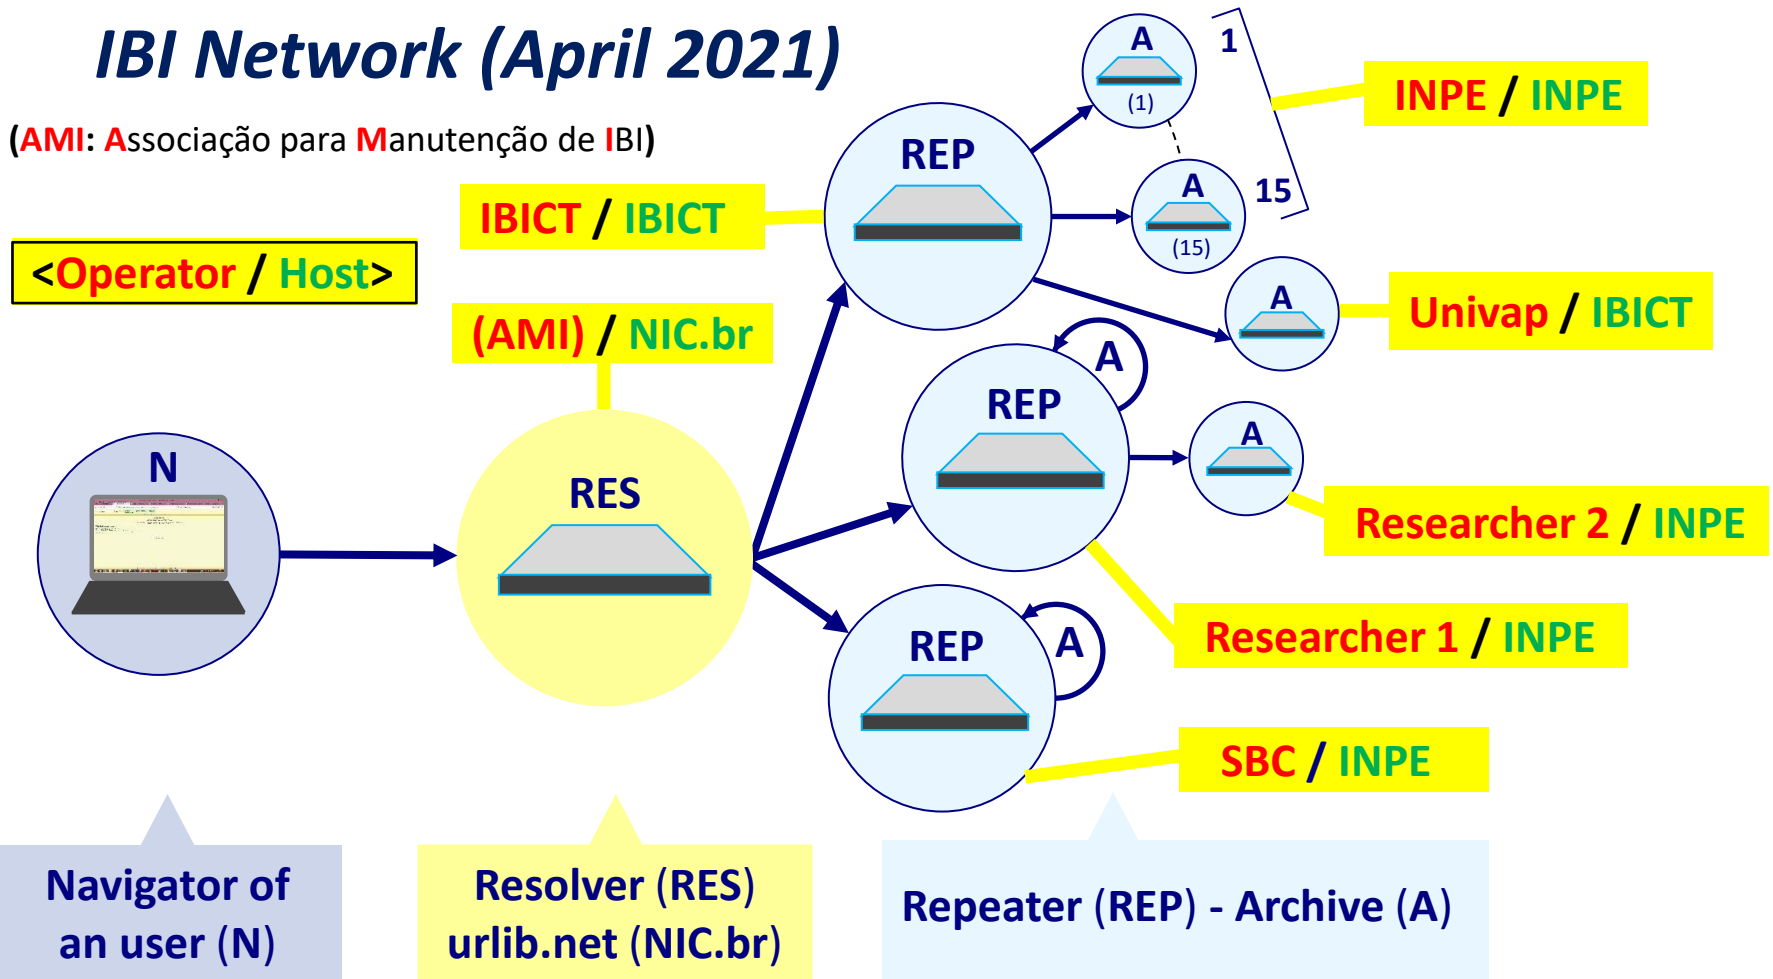 IBI Network (April 2021)
(AMI: Associação para Manutenção de IBI)
<Operator / Host>
IBICT / IBICT
(AMI) / NIC.br
N
RES
REP
A
(1)
1
A
(15)
15
INPE / INPE
A
Univap / IBICT
REP
A
A
Researcher 2 / INPE
Researcher 1 / INPE
REP
A
SBC / INPE
Navigator of
an user (N)
Resolver (RES)
urlib.net (NIC.br)
Repeater (REP) - Archive (A)